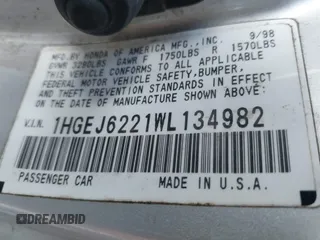 MFD.BY HONDA OF AMERICA MFG.,INC. 9/98
GVWR 3280LBS GAWR F 1750LBS R 1570LBS
THIS VEHICLE CONFORMS TO ALL APPLICABLE
FEDERAL MOTOR VEHICLE SAFETY,BUMPER,
AND THEFT PREVENTION STANDARDS IN EFFECT
ON THE DATE OF MANUFACTURE SHOWN ABOVE.
V.I.N. 1HGEJ6221WL134982
PASSENGER CAR MADE IN U.S.A.
DREAMBID